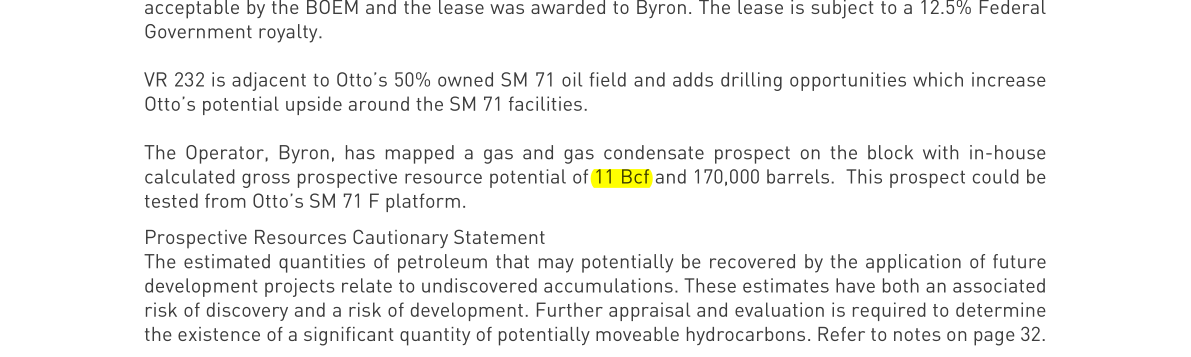 acceptable by the BOEM and the lease was awarded to Byron. The lease is subject to a 12.5% Federal
Government royalty.
VR 232 is adjacent to Otto's 50% owned SM 71 oil field and adds drilling opportunities which increase
Otto's potential upside around the SM 71 facilities.
The Operator, Byron, has mapped a gas and gas condensate prospect on the block with in-house
calculated gross prospective resource potential of 11 Bcf and 170,000 barrels. This prospect could be
tested from Otto's SM 71 F platform.
Prospective Resources Cautionary Statement
The estimated quantities of petroleum that may potentially be recovered by the application of future
development projects relate to undiscovered accumulations. These estimates have both an associated
risk of discovery and a risk of development. Further appraisal and evaluation is required to determine
the existence of a significant quantity of potentially moveable hydrocarbons. Refer to notes on page 32.